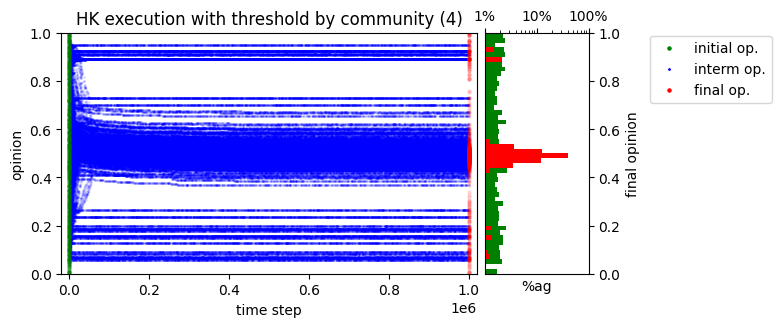 HK execution with threshold by community (4)
1% 10% 100%
1.0 1.0
0.8 0.8
0.6 0.6
0.4 0.4
0.2 0.2
0.0 0.0
opinion
final opinion
initial op.
interm op.
final op.
0.0 0.2 0.4 0.6 0.8 1.0
1e6
time step
%ag